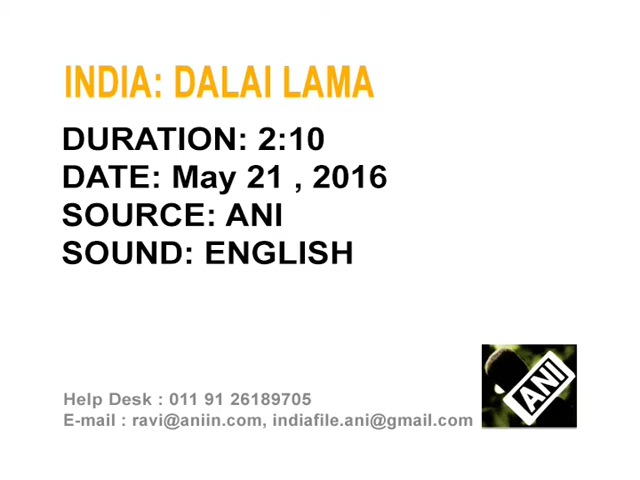 INDIA: DALAI LAMA
DURATION: 2:10
DATE: May 21 , 2016
SOURCE: ANI
SOUND: ENGLISH
Help Desk : 011 91 26189705
E-mail : ravi@aniin.com, indiafile.ani@gmail.com
ANI